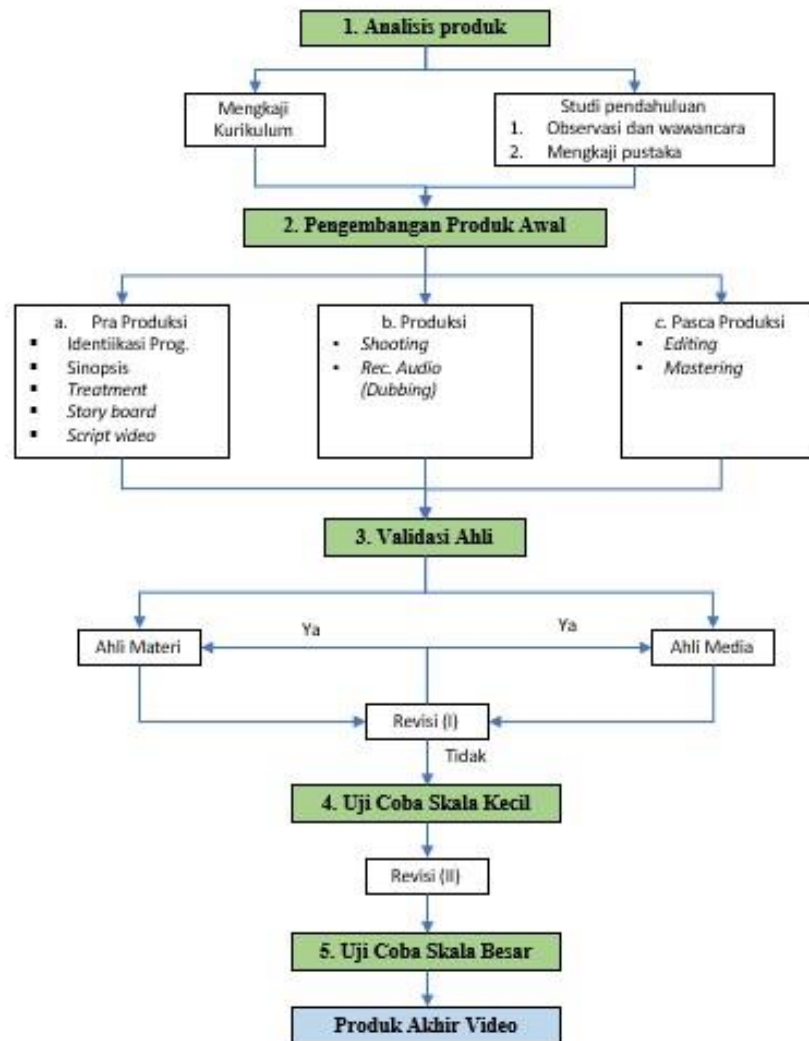 1. Analisis produk
Mengkaji
Kurikulum
Studi pendahuluan
1. Observasi dan wawancara
2. Mengkaji pustaka
2. Pengembangan Produk Awal
a. Pra Produksi
▪ Identiikasi Prog.
▪ Sinopsis
▪ Treatment
▪ Story board
▪ Script video
b. Produksi
• Shooting
• Rec. Audio
(Dubbing)
c. Pasca Produksi
• Editing
• Mastering
3. Validasi Ahli
Ya
Ya
Ahli Materi
Ahli Media
Revisi (I)
Tidak
4. Uji Coba Skala Kecil
Revisi (II)
5. Uji Coba Skala Besar
Produk Akhir Video